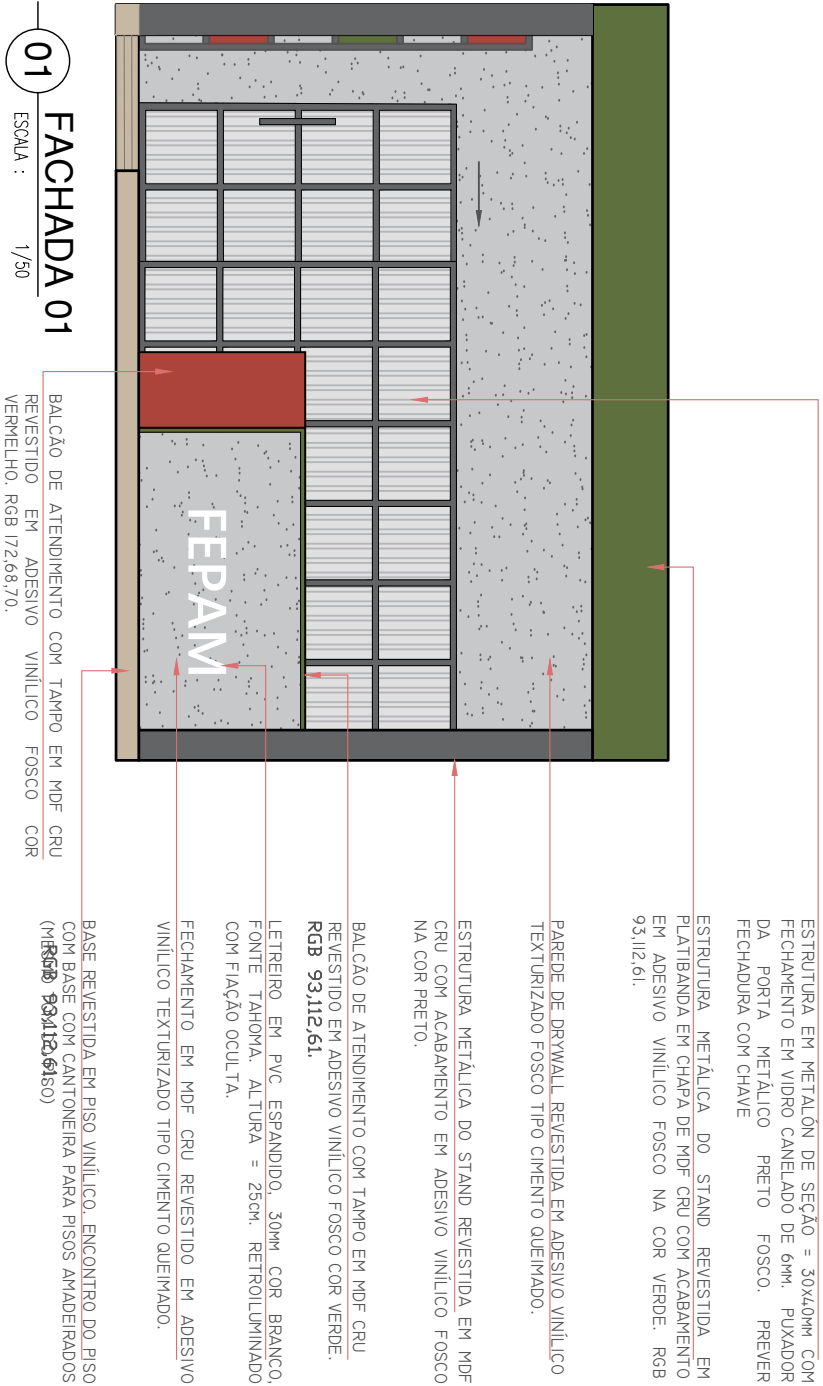 ESTRUTURA EM METALÓN DE SEÇÃO = 30X40MM COM
FECHAMENTO EM VIDRO CANELADO DE 6MM. PUXADOR
DA PORTA METÁLICO PRETO FOSCO. PREVER
FECHADURA COM CHAVE
ESTRUTURA METÁLICA DO STAND REVESTIDA EM
PLATIBANDA EM CHAPA DE MDF CRU COM ACABAMENTO
EM ADESIVO VINÍLICO FOSCO NA COR VERDE. RGB
93,112,61.
PAREDE DE DRYWALL REVESTIDA EM ADESIVO VINÍLICO
TEXTURIZADO FOSCO TIPO CIMENTO QUEIMADO.
ESTRUTURA METÁLICA DO STAND REVESTIDA EM MDF
CRU COM ACABAMENTO EM ADESIVO VINÍLICO FOSCO
NA COR PRETO.
BALCÃO DE ATENDIMENTO COM TAMPO EM MDF CRU
REVESTIDO EM ADESIVO VINÍLICO FOSCO COR VERDE.
RGB 93,112,61.
LETREIRO EM PVC ESPANDIDO, 30MM COR BRANCO,
FONTE TAHOMA. ALTURA = 25CM. RETROILUMINADO
COM FIAÇÃO OCULTA.
FECHAMENTO EM MDF CRU REVESTIDO EM ADESIVO
VINÍLICO TEXTURIZADO TIPO CIMENTO QUEIMADO.
BASE REVESTIDA EM PISO VINÍLICO. ENCONTRO DO PISO
COM BASE COM CANTONEIRA PARA PISOS AMADEIRADOS
RGB 93,112,61.
FEPAM
BALCÃO DE ATENDIMENTO COM TAMPO EM MDF CRU
REVESTIDO EM ADESIVO VINÍLICO FOSCO COR
VERMELHO. RGB 172,68,70.
01
FACHADA 01
ESCALA : 1/50